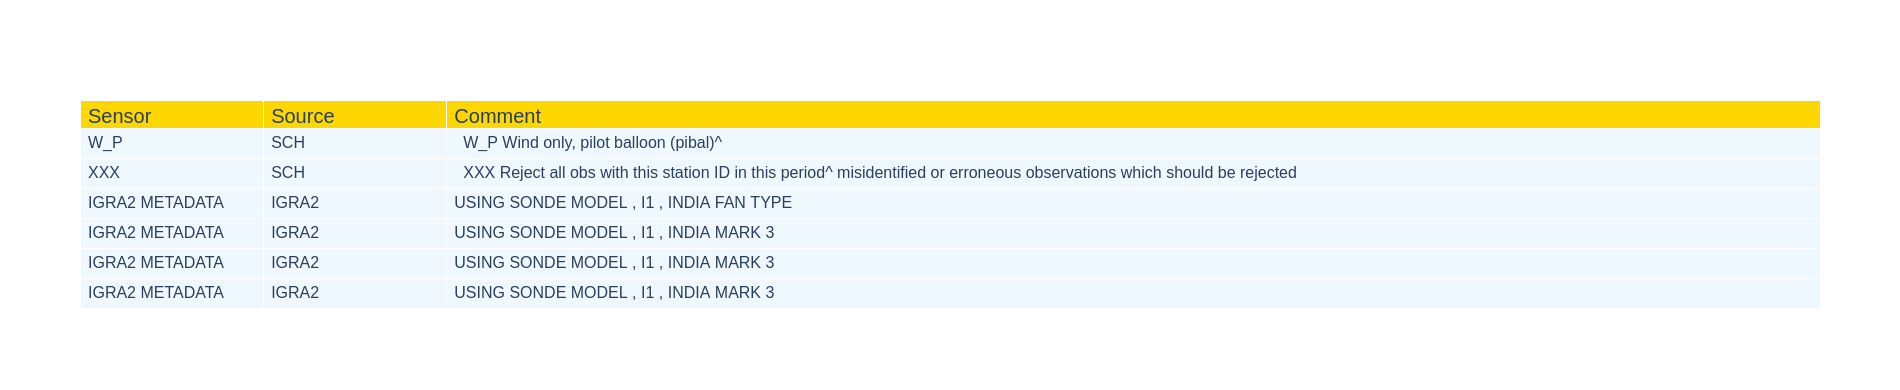 Sensor Source Comment
W_P SCH W_P Wind only, pilot balloon (pibal)^
XXX SCH XXX Reject all obs with this station ID in this period^ misidentified or erroneous observations which should be rejected
IGRA2 METADATA IGRA2 USING SONDE MODEL , I1 , INDIA FAN TYPE
IGRA2 METADATA IGRA2 USING SONDE MODEL , I1 , INDIA MARK 3
IGRA2 METADATA IGRA2 USING SONDE MODEL , I1 , INDIA MARK 3
IGRA2 METADATA IGRA2 USING SONDE MODEL , I1 , INDIA MARK 3